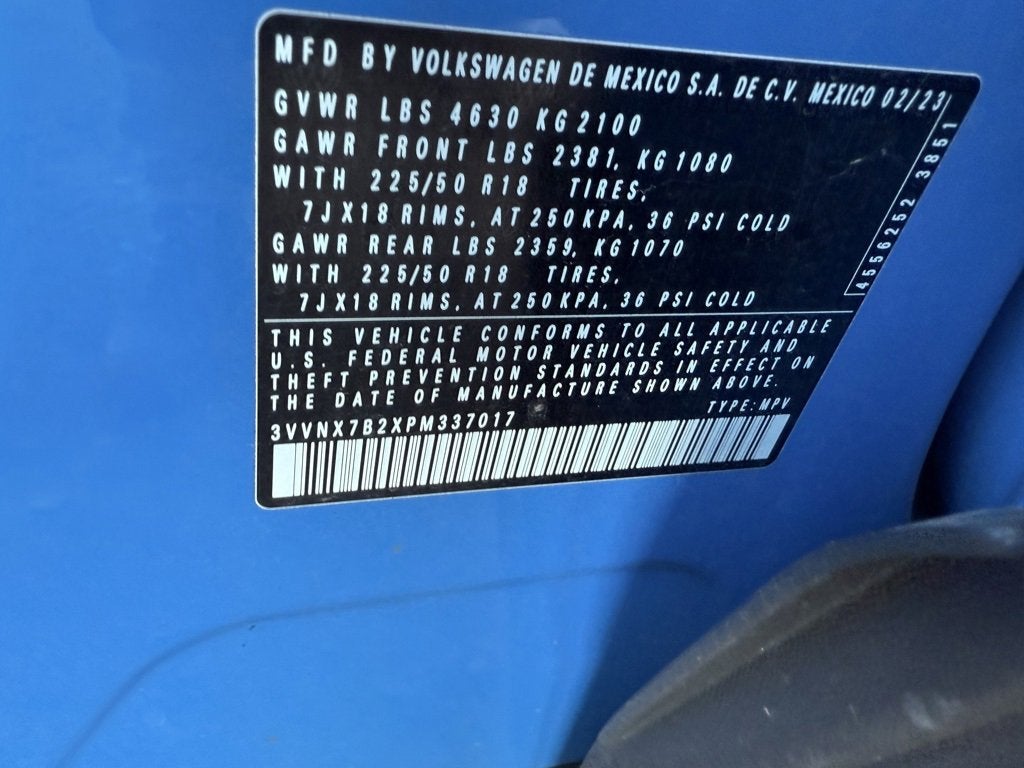 MFD BY VOLKSWAGEN DE MEXICO S.A. DE C.V. MEXICO 02/23
GVWR LBS 4630 KG 2100
GAWR FRONT LBS 2381, KG 1080
WITH 225/50 R18 TIRES,
7JX18 RIMS, AT 250 KPA, 36 PSI COLD
GAWR REAR LBS 2359, KG 1070
WITH 225/50 R18 TIRES,
7JX18 RIMS, AT 250 KPA, 36 PSI COLD
4556252 3851
THIS VEHICLE CONFORMS TO ALL APPLICABLE
U.S. FEDERAL MOTOR VEHICLE SAFETY AND
THEFT PREVENTION STANDARDS IN EFFECT ON
THE DATE OF MANUFACTURE SHOWN ABOVE.
3VVNX7B2XPM337017 TYPE: MPV